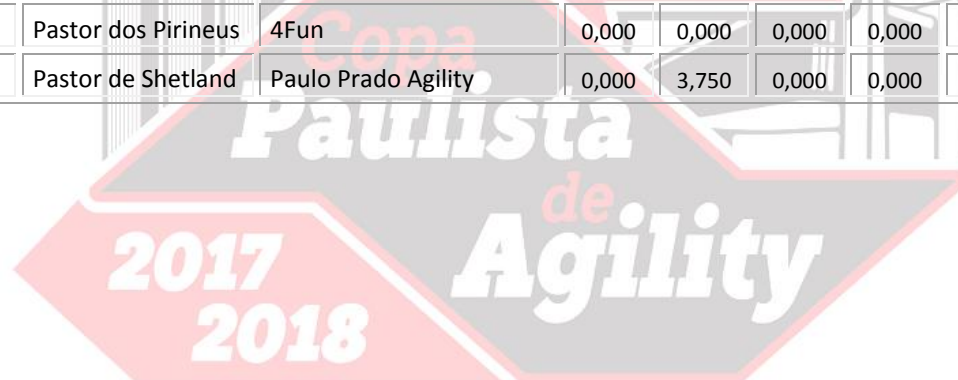 Pastor dos Pirineus 4Fun 0,000 0,000 0,000 0,000
Pastor de Shetland Paulo Prado Agility 0,000 3,750 0,000 0,000
Copa
Paulista
de
Agility
2017
2018